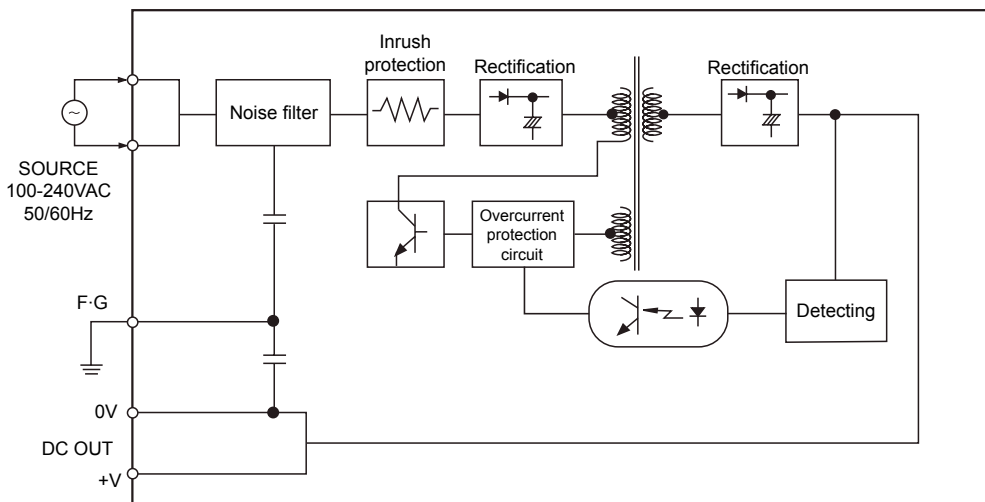 Inrush
protection
Rectification
Rectification
Noise filter
SOURCE
100-240VAC
50/60Hz
Overcurrent
protection
circuit
F·G
Detecting
0V
DC OUT
+V